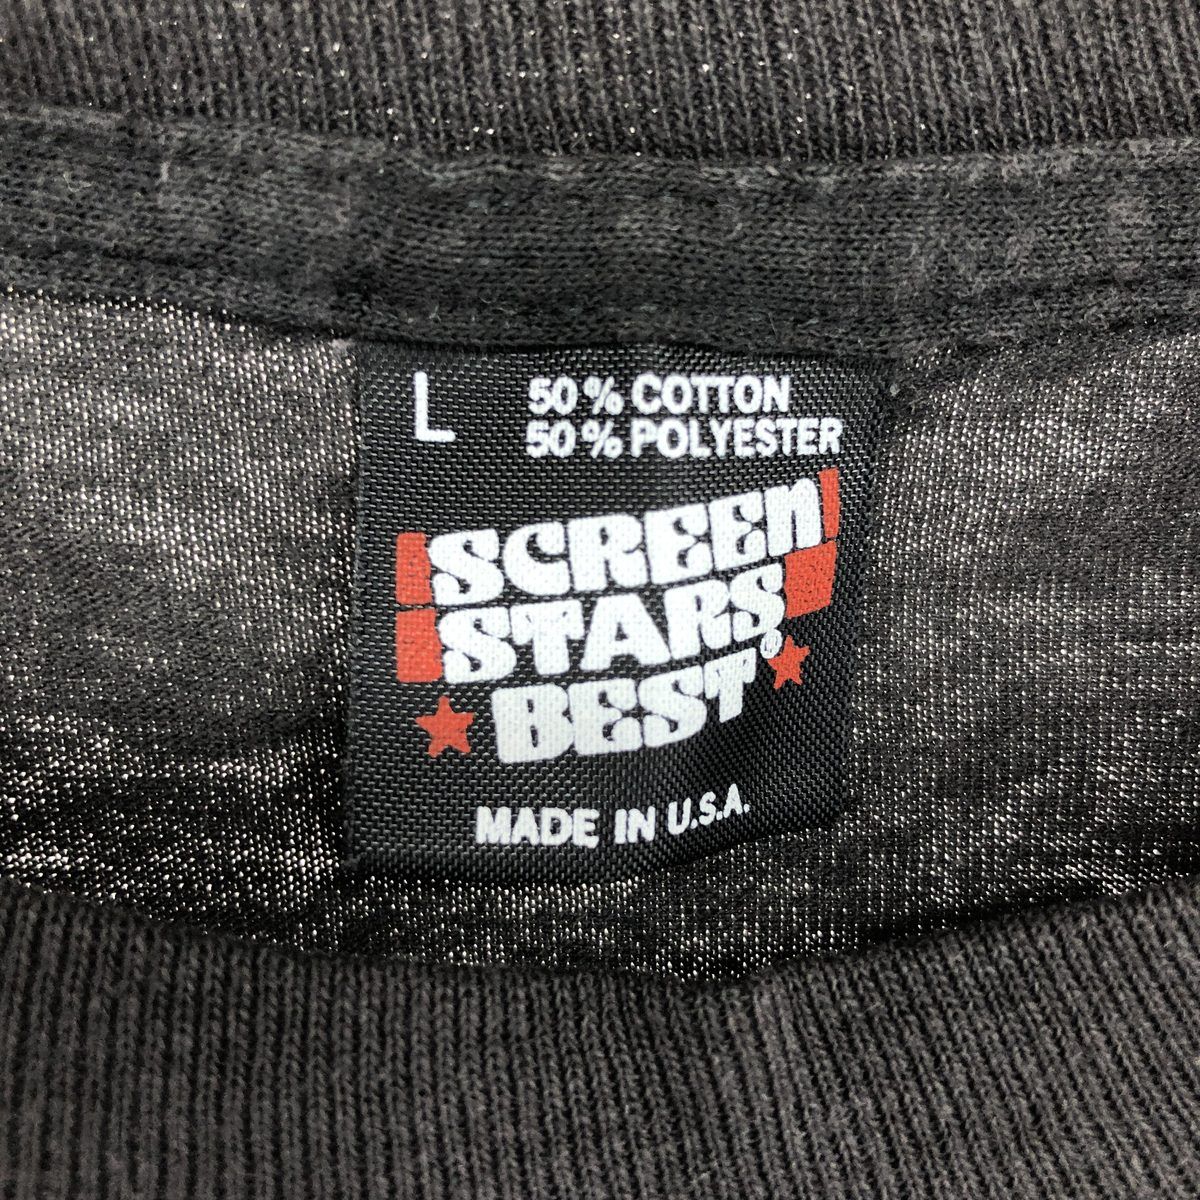 L
50% COTTON
50% POLYESTER
SCREEN
STARS
BEST®
MADE IN U.S.A.